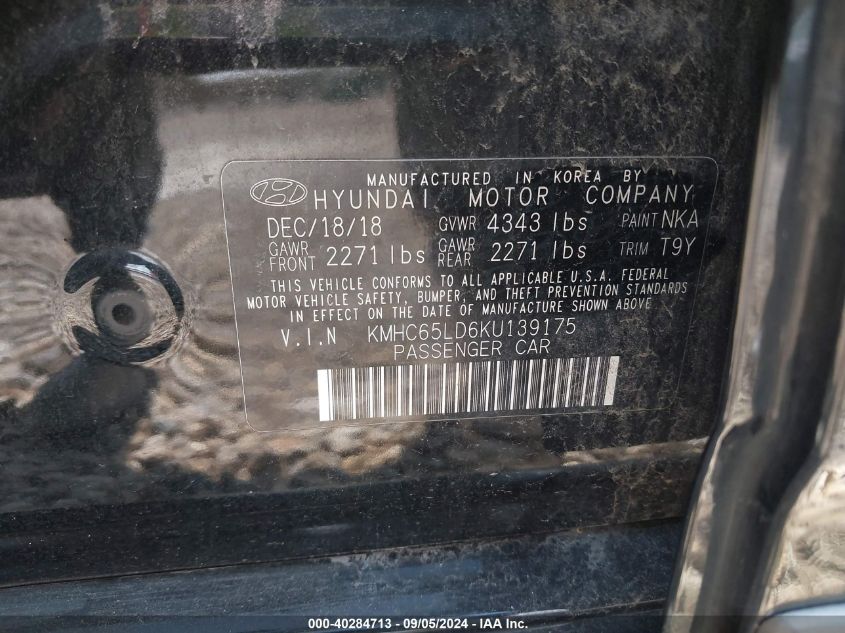 MANUFACTURED IN KOREA BY
HYUNDAI MOTOR COMPANY
DEC/18/18 GVWR 4343 lbs PAINT NKA
GAWR FRONT 2271 lbs GAWR REAR 2271 lbs TRIM T9Y
THIS VEHICLE CONFORMS TO ALL APPLICABLE U.S.A. FEDERAL
MOTOR VEHICLE SAFETY, BUMPER, AND THEFT PREVENTION STANDARDS
IN EFFECT ON THE DATE OF MANUFACTURE SHOWN ABOVE
V.I.N KMHC65LD6KU139175
PASSENGER CAR
000-40284713 - 09/05/2024 - IAA Inc.